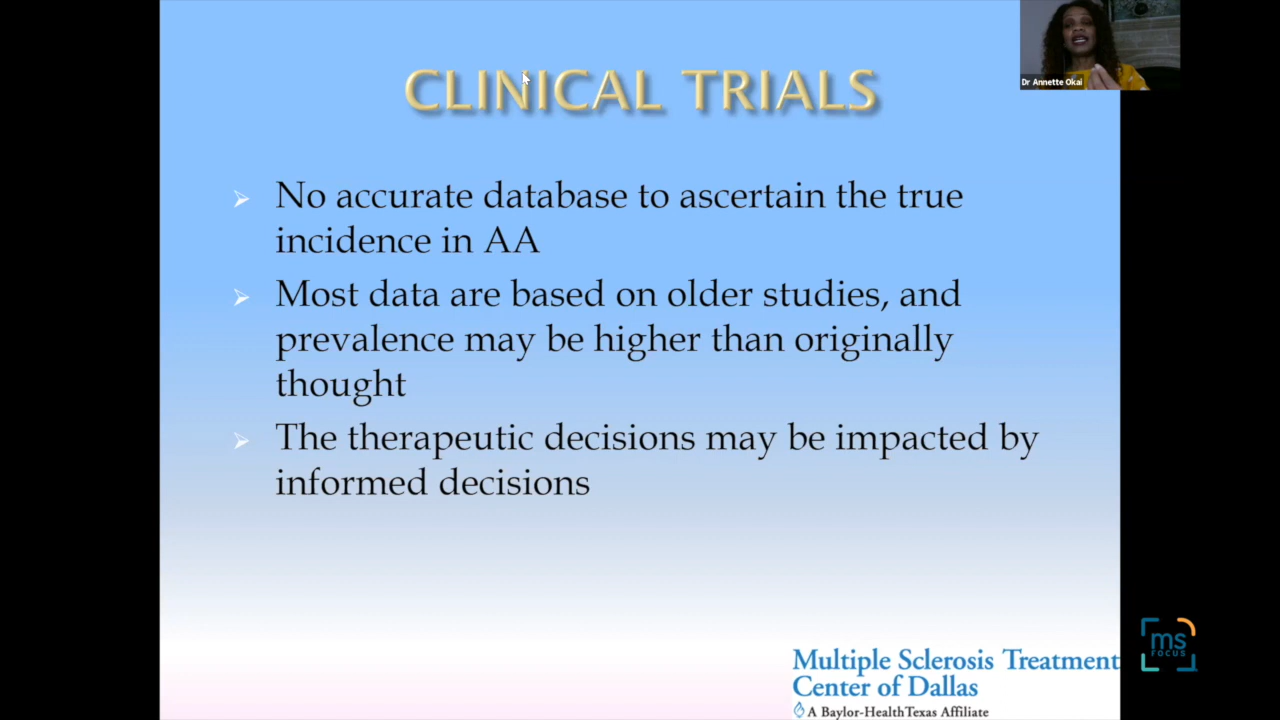 Dr Annette Okai
CLINICAL TRIALS
No accurate database to ascertain the true
incidence in AA
Most data are based on older studies, and
prevalence may be higher than originally
thought
The therapeutic decisions may be impacted by
informed decisions
Multiple Sclerosis Treatment
Center of Dallas
A Baylor-HealthTexas Affiliate
ms
FOCUS